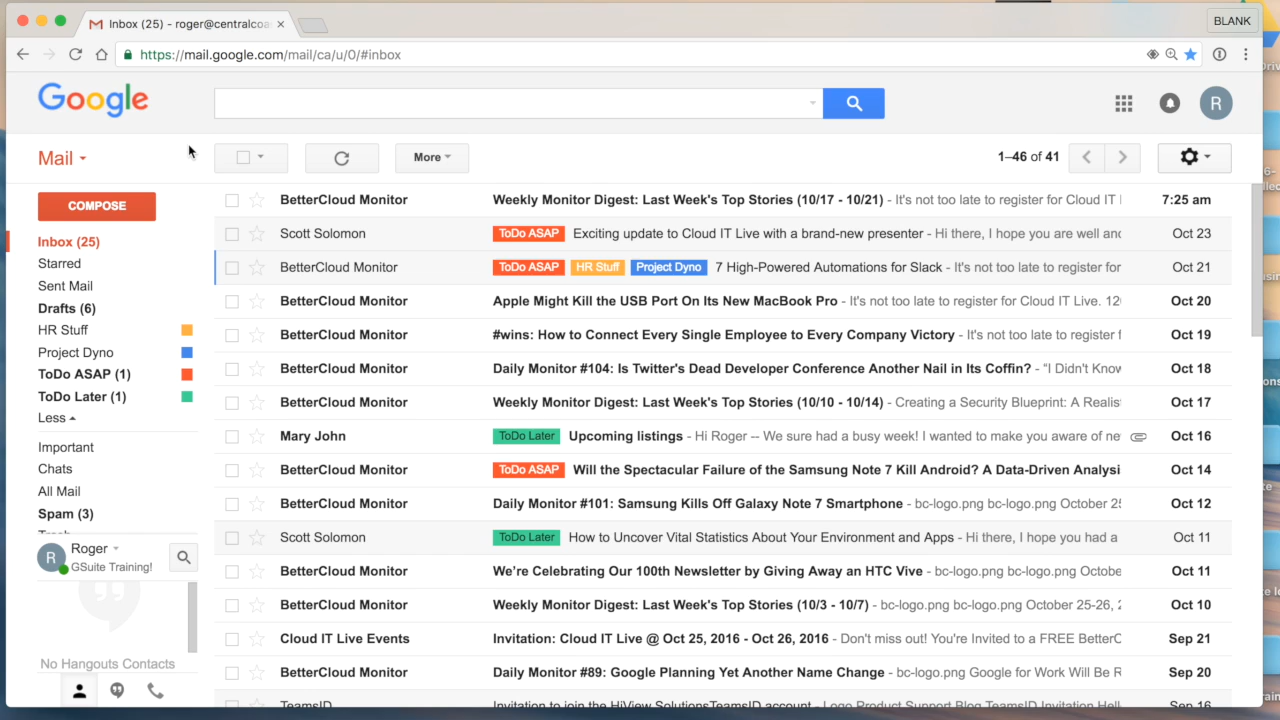 Inbox (25) - roger@centralcoa
BLANK
https://mail.google.com/mail/ca/u/0/#inbox
Google
R
Mail
More
1–46 of 41
COMPOSE
Inbox (25)
Starred
Sent Mail
Drafts (6)
HR Stuff
Project Dyno
ToDo ASAP (1)
ToDo Later (1)
Less
Important
Chats
All Mail
Spam (3)
R
Roger
GSuite Training!
No Hangouts Contacts
BetterCloud Monitor Weekly Monitor Digest: Last Week's Top Stories (10/17 - 10/21) - It's not too late to register for Cloud IT 7:25 am
Scott Solomon ToDo ASAP Exciting update to Cloud IT Live with a brand-new presenter - Hi there, I hope you are well and Oct 23
BetterCloud Monitor ToDo ASAP HR Stuff Project Dyno 7 High-Powered Automations for Slack - It's not too late to register for Oct 21
BetterCloud Monitor Apple Might Kill the USB Port On Its New MacBook Pro - It's not too late to register for Cloud IT Live. 12 Oct 20
BetterCloud Monitor #wins: How to Connect Every Single Employee to Every Company Victory - It's not too late to register f Oct 19
BetterCloud Monitor Daily Monitor #104: Is Twitter's Dead Developer Conference Another Nail in Its Coffin? - "I Didn't Know Oct 18
BetterCloud Monitor Weekly Monitor Digest: Last Week's Top Stories (10/10 - 10/14) - Creating a Security Blueprint: A Realis Oct 17
Mary John ToDo Later Upcoming listings - Hi Roger -- We sure had a busy week! I wanted to make you aware of ne Oct 16
BetterCloud Monitor ToDo ASAP Will the Spectacular Failure of the Samsung Note 7 Kill Android? A Data-Driven Analysi Oct 14
BetterCloud Monitor Daily Monitor #101: Samsung Kills Off Galaxy Note 7 Smartphone - bc-logo.png bc-logo.png October 25 Oct 12
Scott Solomon ToDo Later How to Uncover Vital Statistics About Your Environment and Apps - Hi there, I hope you had a Oct 11
BetterCloud Monitor We're Celebrating Our 100th Newsletter by Giving Away an HTC Vive - bc-logo.png bc-logo.png Octobe Oct 11
BetterCloud Monitor Weekly Monitor Digest: Last Week's Top Stories (10/3 - 10/7) - bc-logo.png bc-logo.png October 25-26, 2 Oct 10
Cloud IT Live Events Invitation: Cloud IT Live @ Oct 25, 2016 - Oct 26, 2016 - Don't miss out! You're Invited to a FREE BetterC Sep 21
BetterCloud Monitor Daily Monitor #89: Google Planning Yet Another Name Change - bc-logo.png Google for Work Will Be R Sep 20
TeamsID Invitation to join the HiView SolutionsTeamsID account - Logo Product Support Blog TeamsID Invitation Hell Sep 16